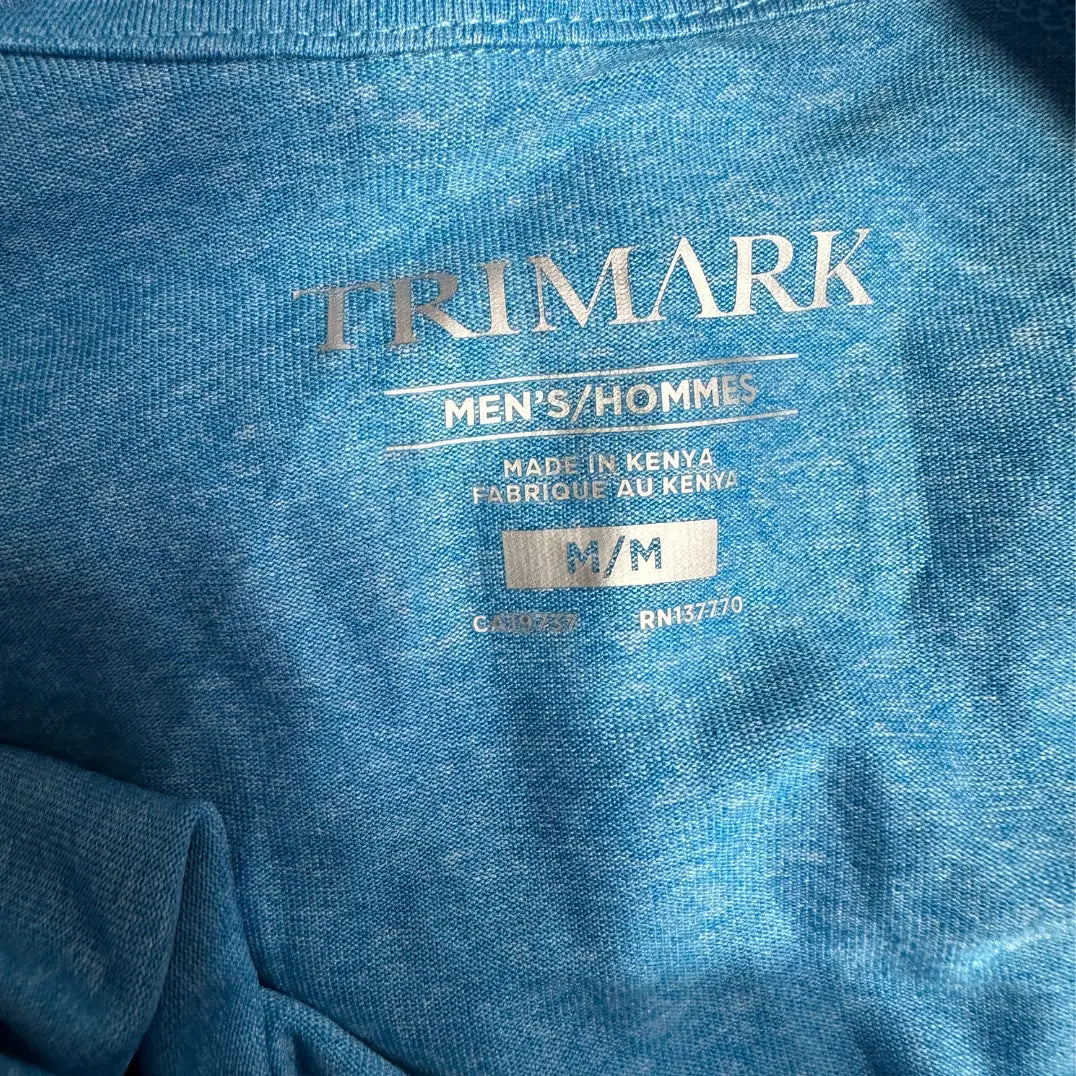 TRIMARK
MEN'S/HOMMES
MADE IN KENYA
FABRIQUE AU KENYA
M/M
RN137770